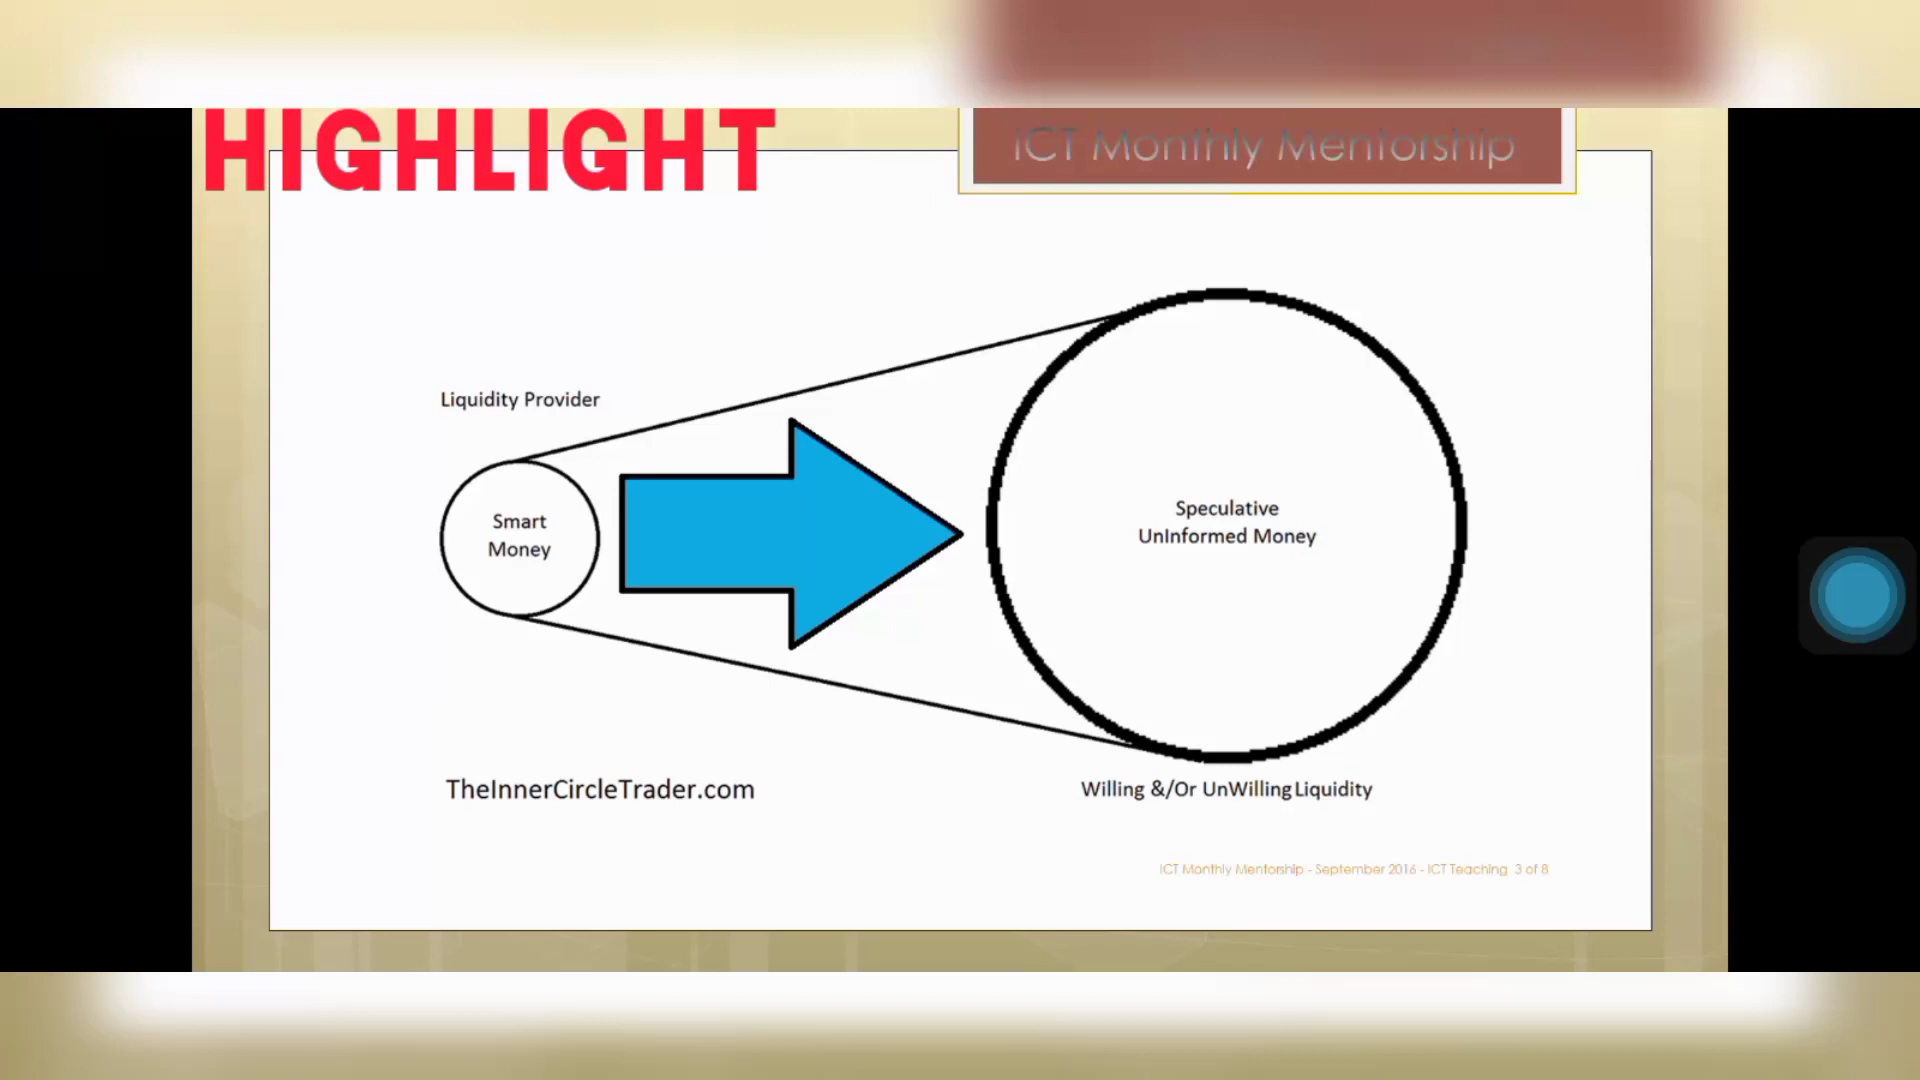 HIGHLIGHT
ICT Monthly Mentorship
Liquidity Provider
Smart
Money
Speculative
UnInformed Money
TheInnerCircleTrader.com
Willing &/Or UnWilling Liquidity
ICT Monthly Mentorship - September 2016 - ICT Teaching 3 of 8